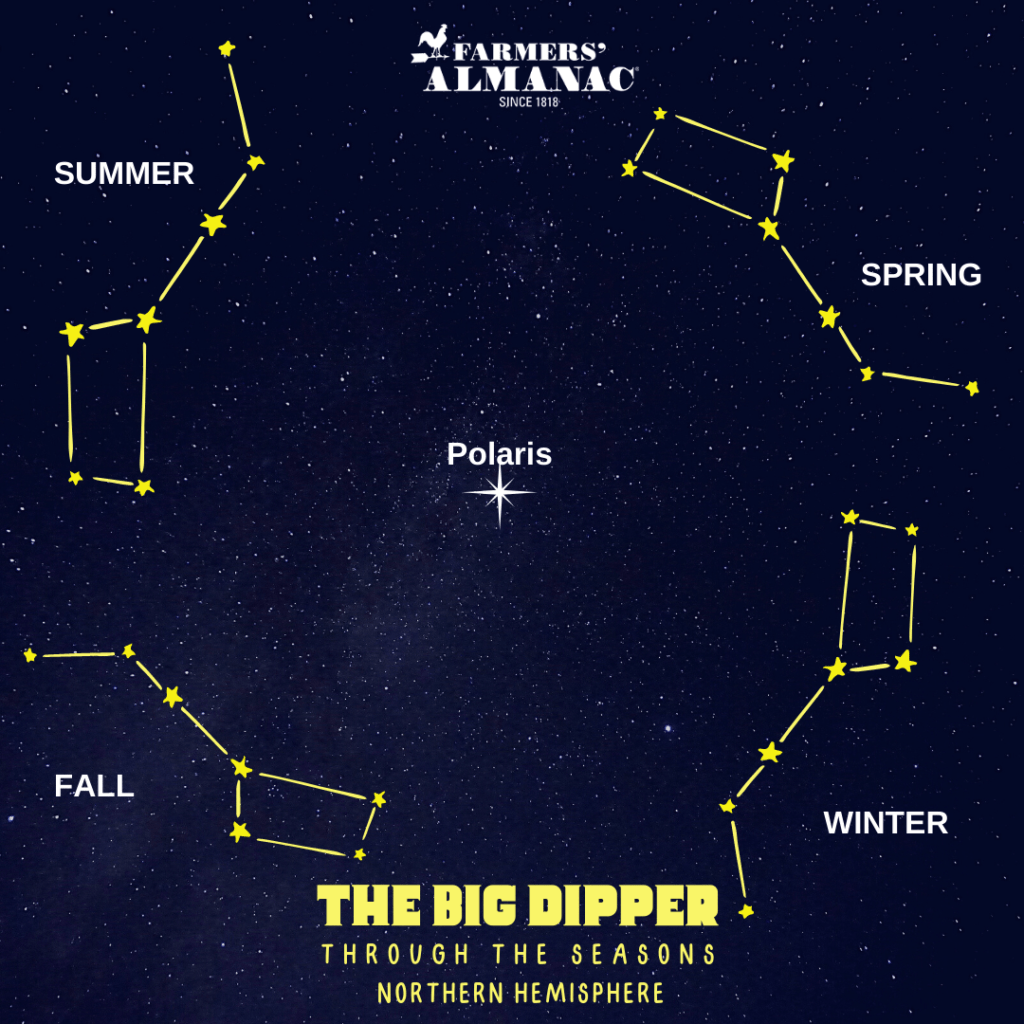 FARMERS'
ALMANAC
SINCE 1818
SUMMER
SPRING
Polaris
FALL
WINTER
THE BIG DIPPER
THROUGH THE SEASONS
NORTHERN HEMISPHERE